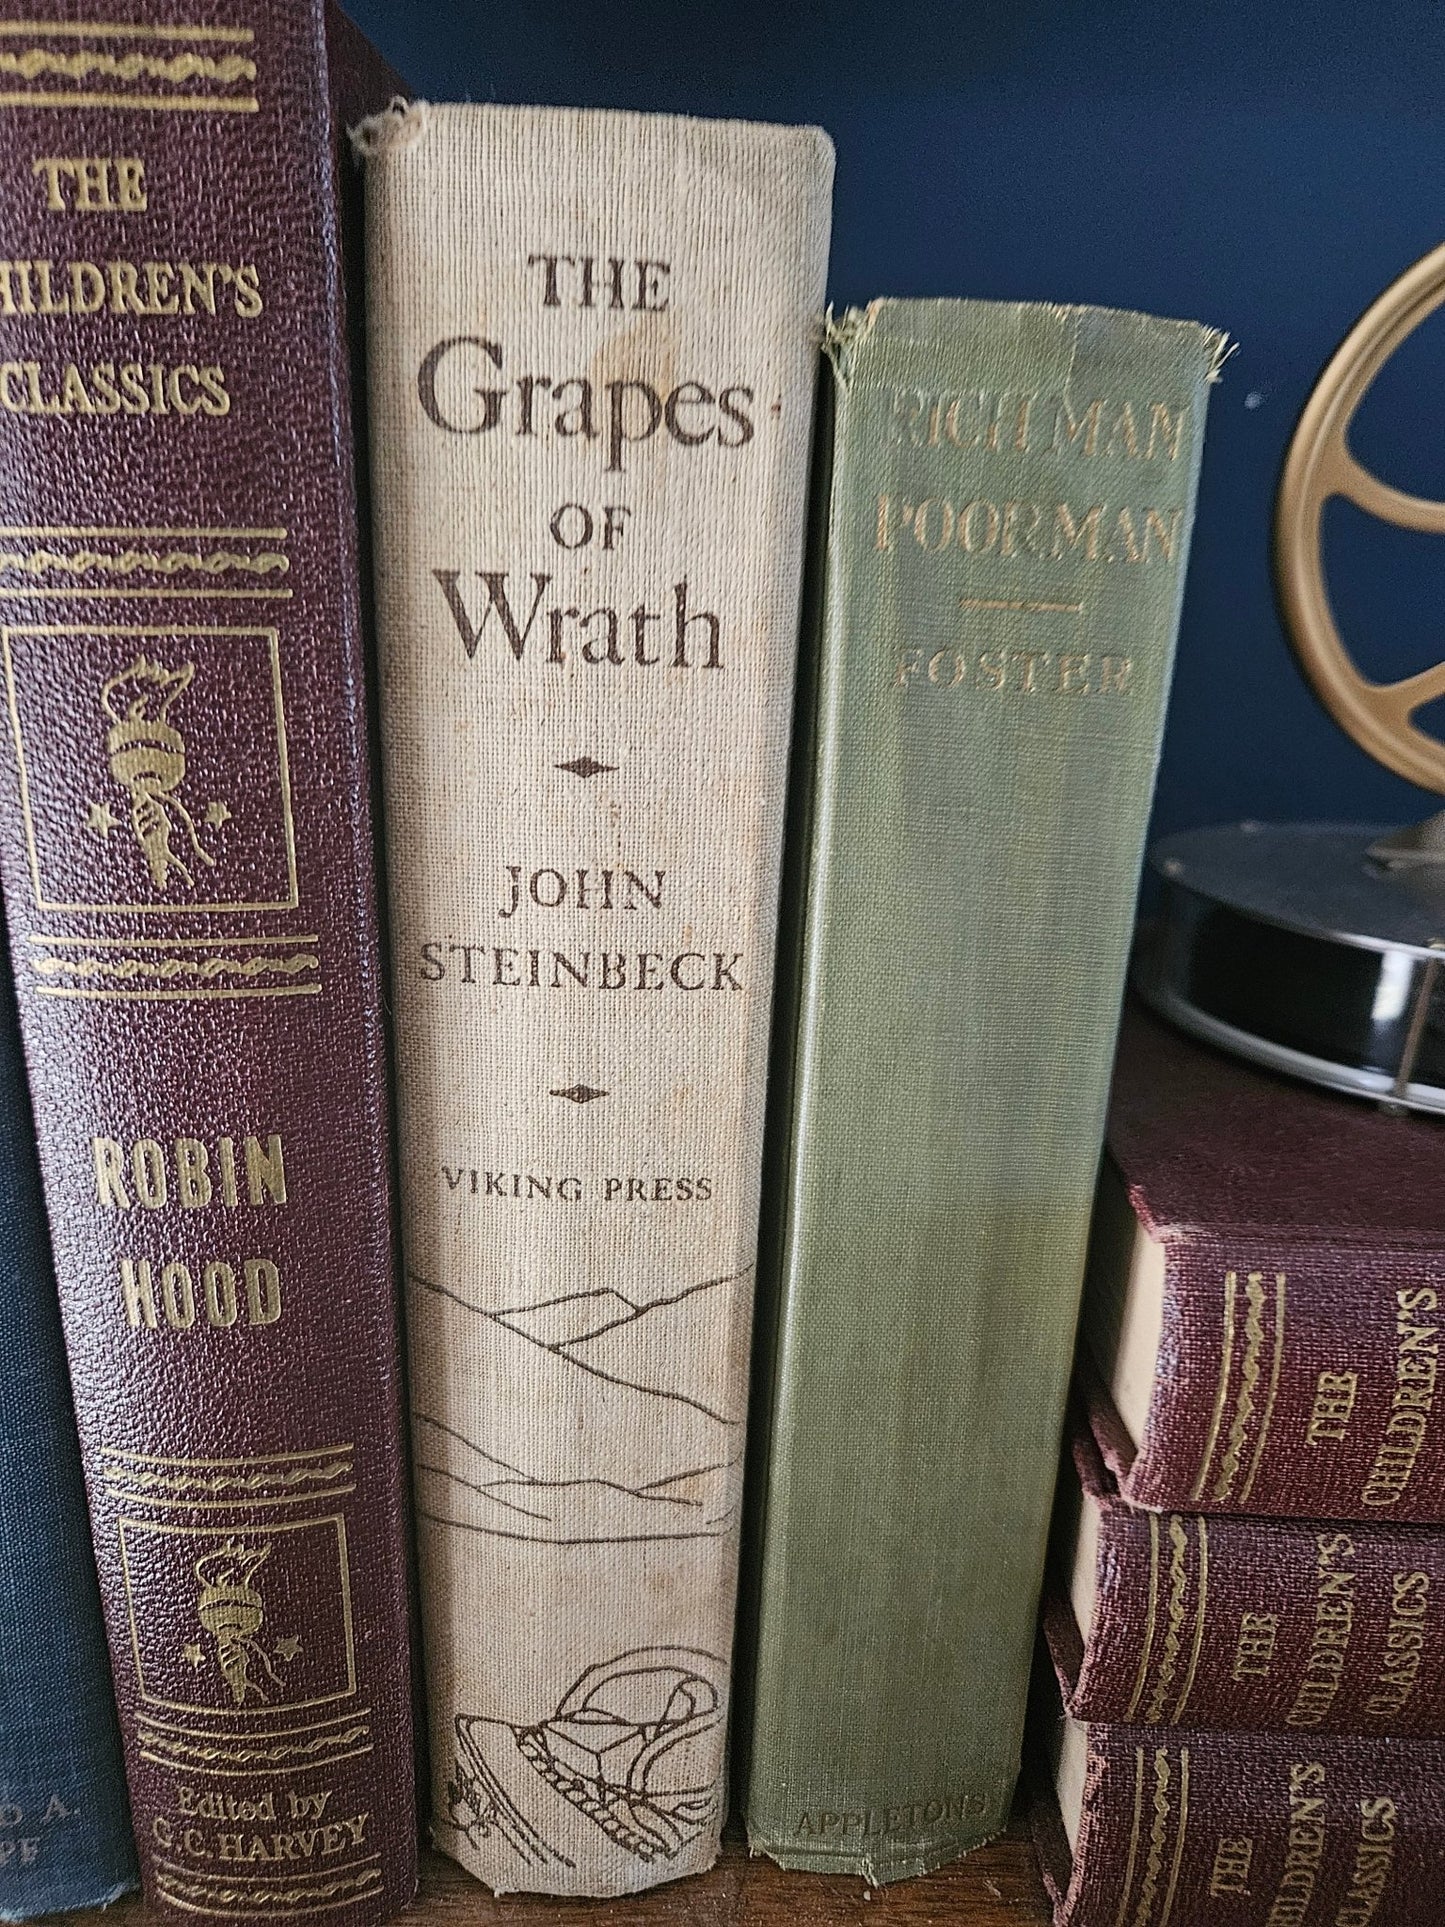 THE
CHILDREN'S
CLASSICS
ROBIN
HOOD
Edited by
G.C. HARVEY
THE
Grapes
OF
Wrath
JOHN
STEINBECK
VIKING PRESS
RICH MAN
POOR MAN
FOSTER
APPLETONS
THE
CHILDREN'S
THE
CHILDREN'S
CLASSICS
THE
CHILDREN'S
CLASSICS